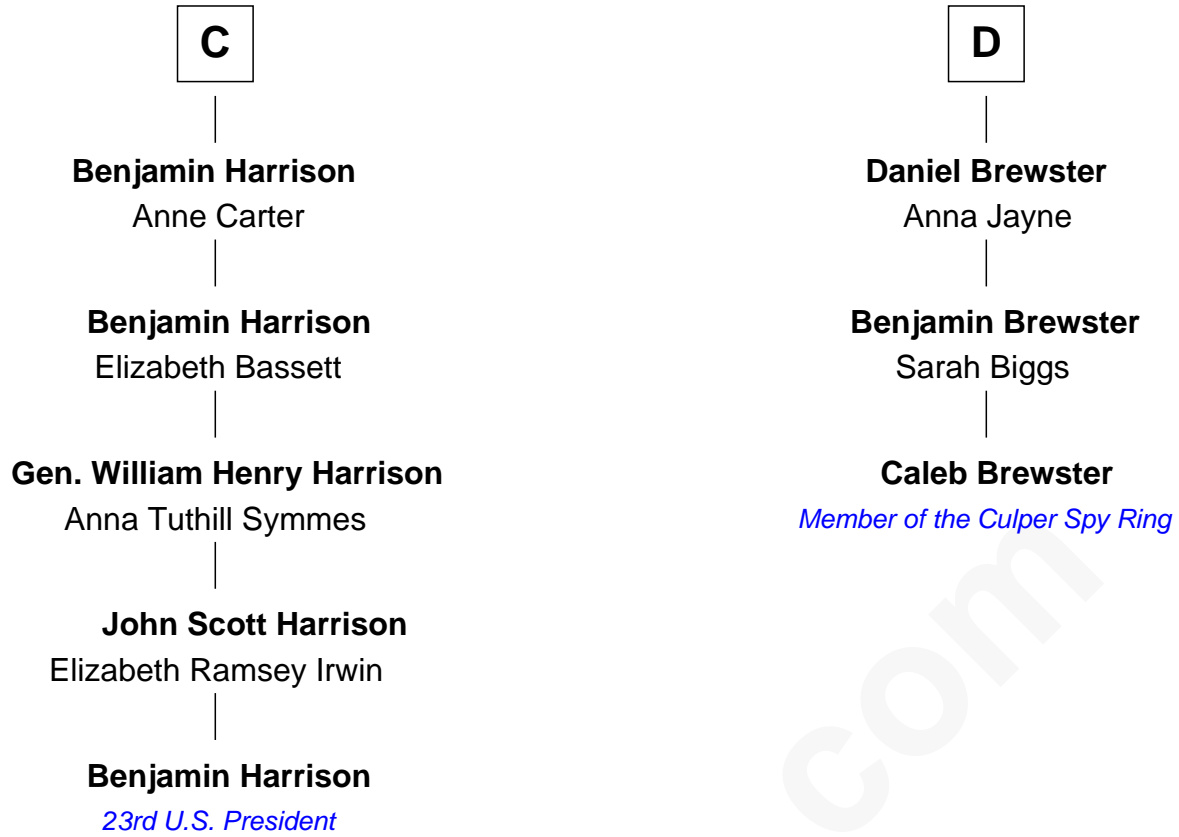 C
Benjamin Harrison
Anne Carter
Benjamin Harrison
Elizabeth Bassett
Gen. William Henry Harrison
Anna Tuthill Symmes
John Scott Harrison
Elizabeth Ramsey Irwin
Benjamin Harrison
23rd U.S. President
D
Daniel Brewster
Anna Jayne
Benjamin Brewster
Sarah Biggs
Caleb Brewster
Member of the Culper Spy Ring
com